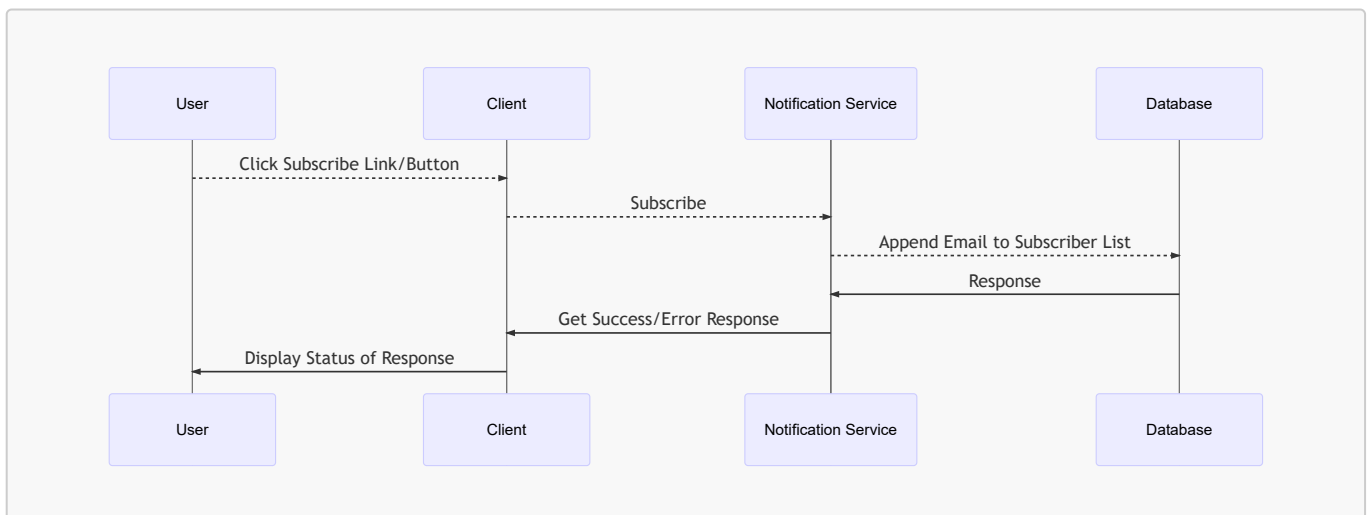 User
Client
Notification Service
Database
Click Subscribe Link/Button
Subscribe
Append Email to Subscriber List
Response
Get Success/Error Response
Display Status of Response
User
Client
Notification Service
Database